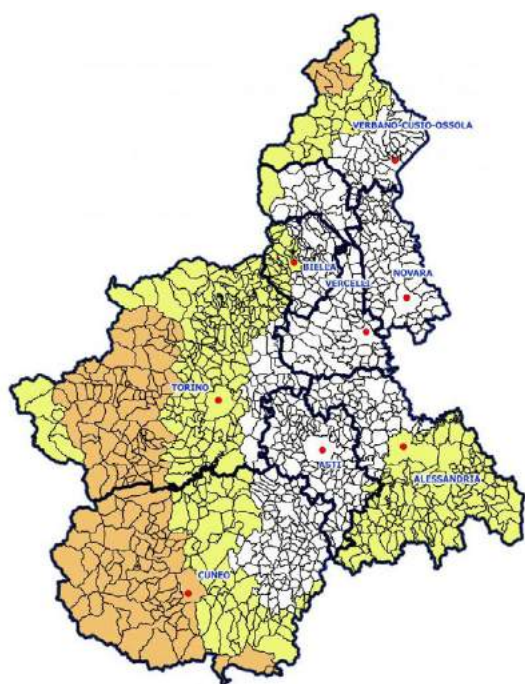 VERBANO-CUSIO-OSSOLA
BIELLA
NOVARA
VERCELLI
TORINO
ASTI
ALESSANDRIA
CUNEO